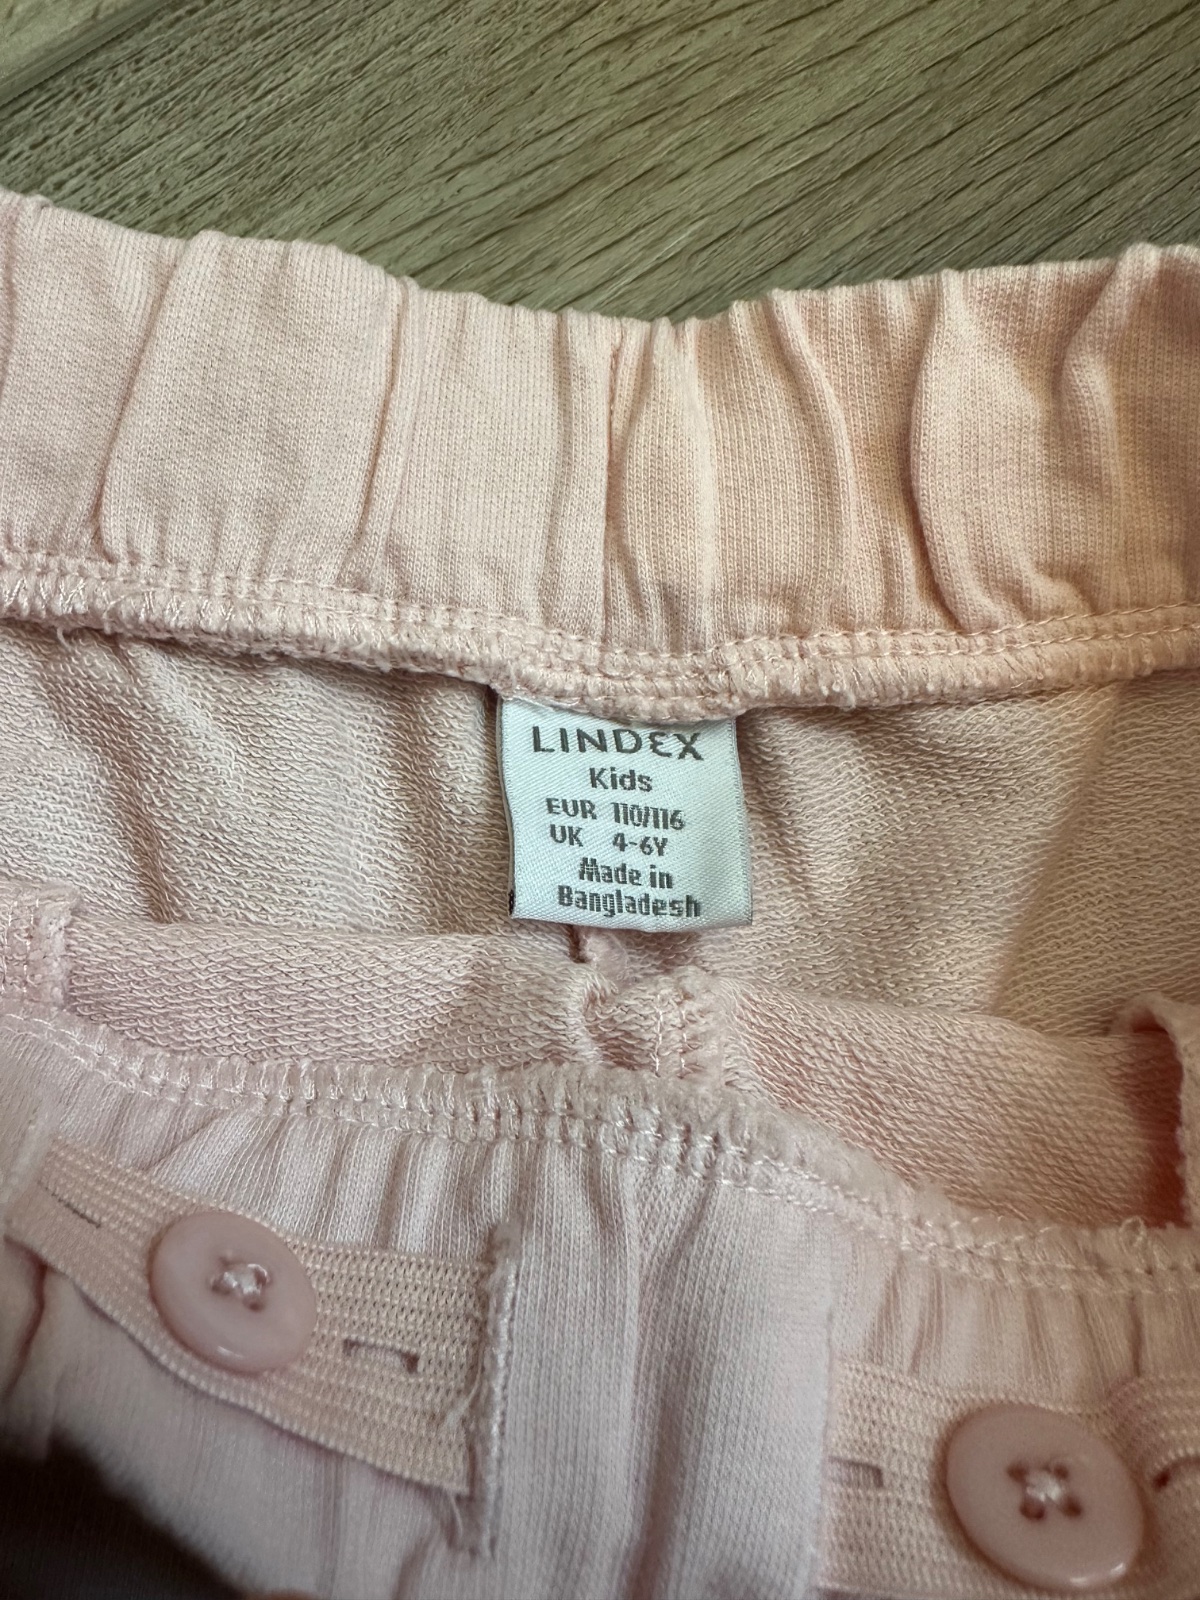 LINDEX
Kids
EUR 110/116
UK 4-6Y
Made in
Bangladesh